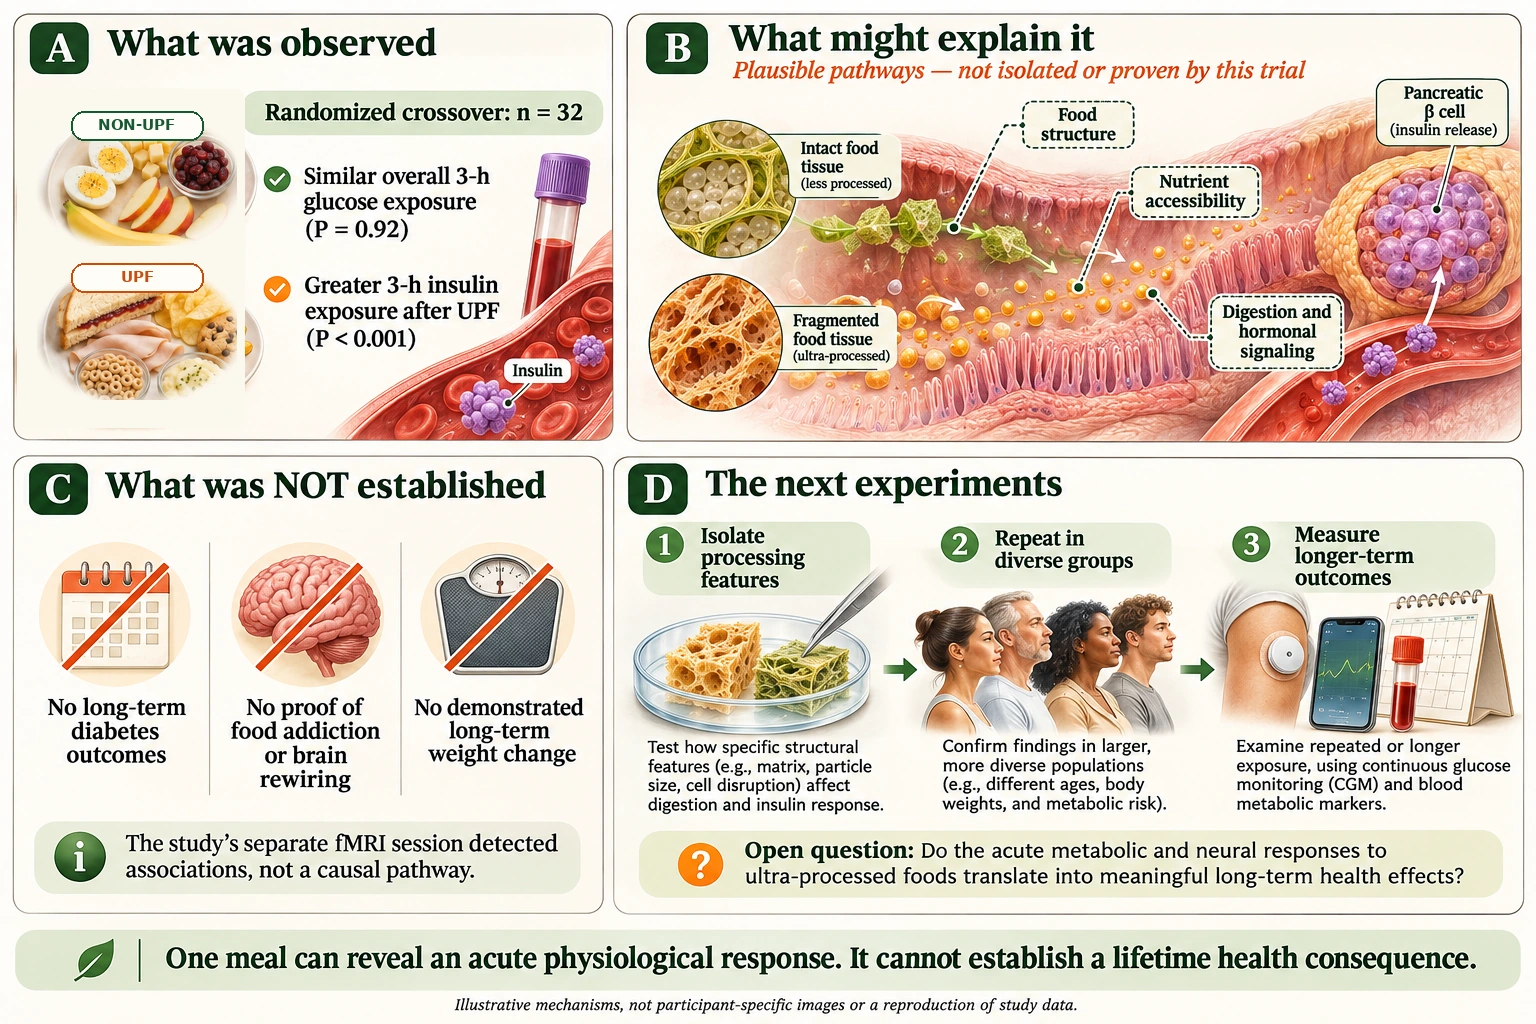 A
What was observed
NON-UPF
UPF
Randomized crossover: n = 32
Similar overall 3-h
glucose exposure
(P = 0.92)
Greater 3-h insulin
exposure after UPF
(P < 0.001)
Insulin
B
What might explain it
Plausible pathways — not isolated or proven by this trial
Intact food
tissue
(less processed)
Fragmented
food tissue
(ultra-processed)
Food
structure
Nutrient
accessibility
Digestion and
hormonal
signaling
Pancreatic
β cell
(insulin release)
C
What was NOT established
No long-term
diabetes
outcomes
No proof of
food addiction
or brain
rewiring
No demonstrated
long-term
weight change
i
The study's separate fMRI session detected
associations, not a causal pathway.
D
The next experiments
1
Isolate
processing
features
Test how specific structural
features (e.g., matrix, particle
size, cell disruption) affect
digestion and insulin response.
2
Repeat in
diverse groups
Confirm findings in larger,
more diverse populations
(e.g., different ages, body
weights, and metabolic risk).
3
Measure
longer-term
outcomes
Examine repeated or longer
exposure, using continuous glucose
monitoring (CGM) and blood
metabolic markers.
?
Open question: Do the acute metabolic and neural responses to
ultra-processed foods translate into meaningful long-term health effects?
One meal can reveal an acute physiological response. It cannot establish a lifetime health consequence.
Illustrative mechanisms, not participant-specific images or a reproduction of study data.